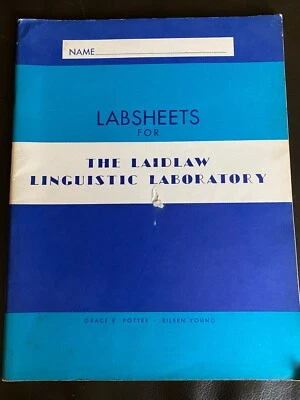 NAME
LABSHEETS
FOR
THE LAIDLAW
LINGUISTIC LABORATORY
GRACE E. POTTER - EILEEN YOUNG